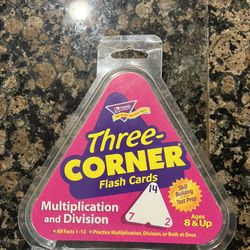 Three-
CORNER®
Flash Cards
Multiplication
and Division
14
7
2
Skill
Building
Test Prep
Ages
8 & Up
• All Facts 1–12
• Practice Multiplication, Division, or Both at Once